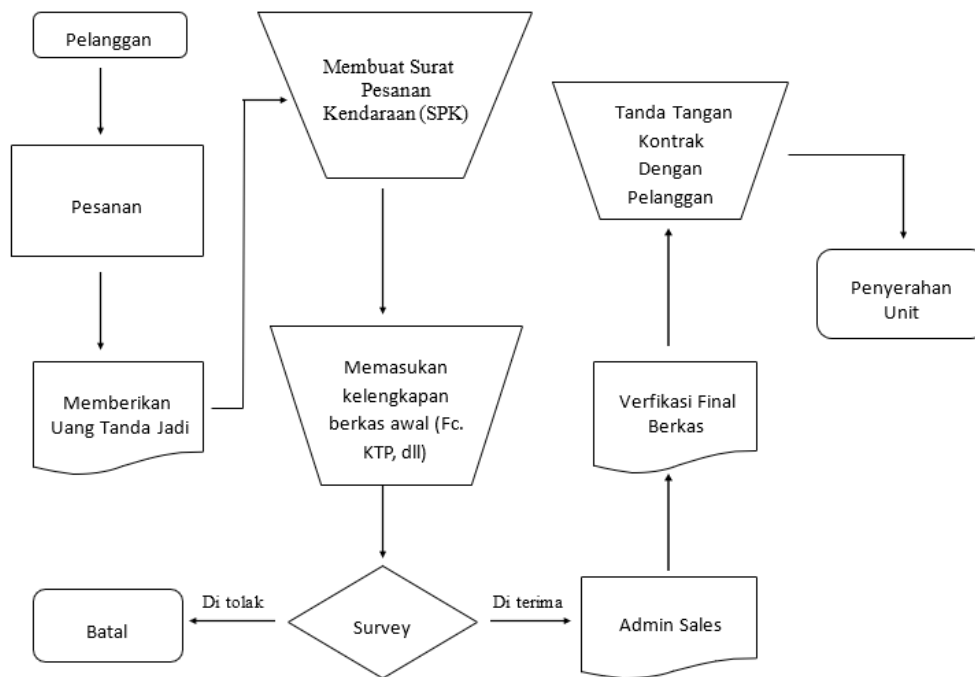 Pelanggan
Pesanan
Memberikan
Uang Tanda Jadi
Membuat Surat
Pesanan
Kendaraan (SPK)
Memasukan
kelengkapan
berkas awal (Fc.
KTP, dll)
Survey
Di tolak
Batal
Di terima
Admin Sales
Verfikasi Final
Berkas
Tanda Tangan
Kontrak
Dengan
Pelanggan
Penyerahan
Unit